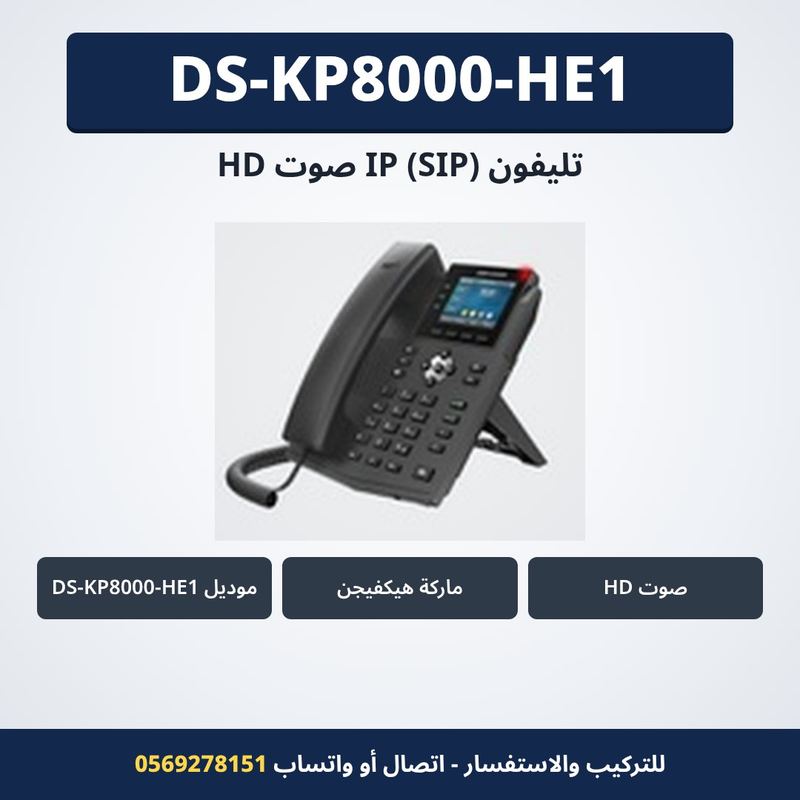 DS-KP8000-HE1
تليفون IP (SIP) صوت HD
صوت HD
ماركة هيكفيجن
موديل DS-KP8000-HE1
للتركيب والاستفسار - اتصال أو واتساب 0569278151